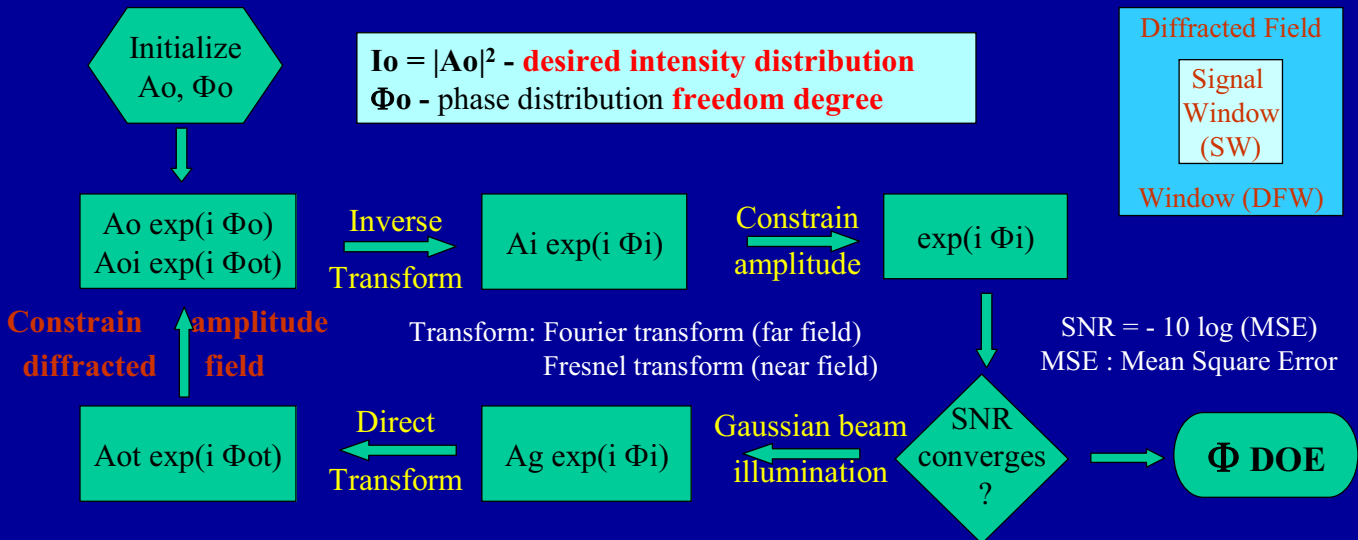 Initialize
Ao, Φo
Io = |Ao|² - desired intensity distribution
Φo - phase distribution freedom degree
Diffracted Field
Signal
Window
(SW)
Window (DFW)
Ao exp(i Φo)
Aoi exp(i Φot)
Inverse
Transform
Ai exp(i Φi)
Constrain
amplitude
exp(i Φi)
Constrain amplitude
diffracted field
Transform: Fourier transform (far field)
Fresnel transform (near field)
SNR = - 10 log (MSE)
MSE : Mean Square Error
Aot exp(i Φot)
Direct
Transform
Ag exp(i Φi)
Gaussian beam
illumination
SNR
converges
?
Φ DOE